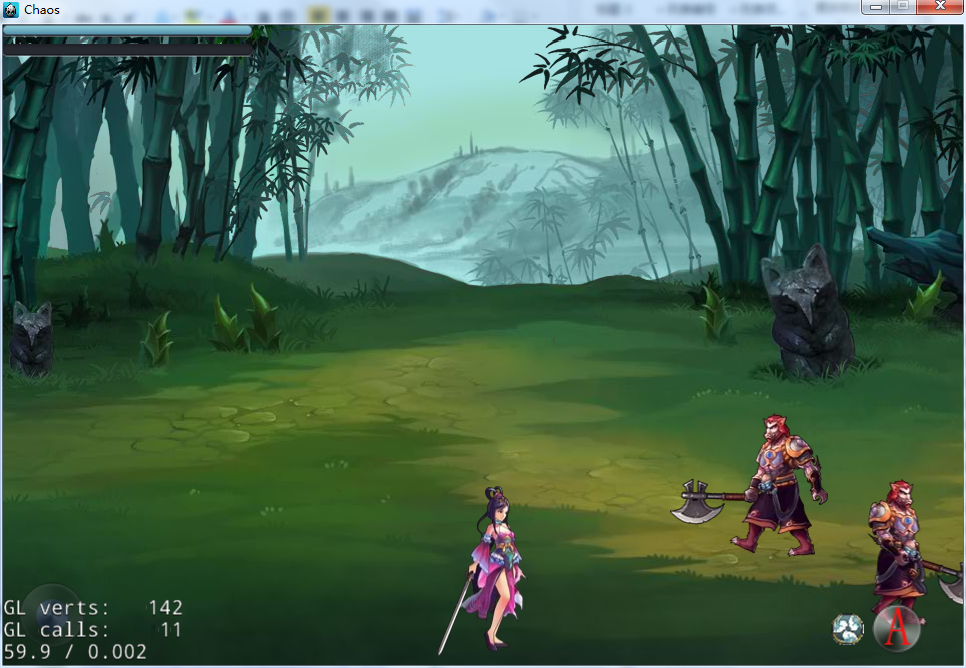 Chaos
GL verts: 142
GL calls: 11
59.9 / 0.002
A